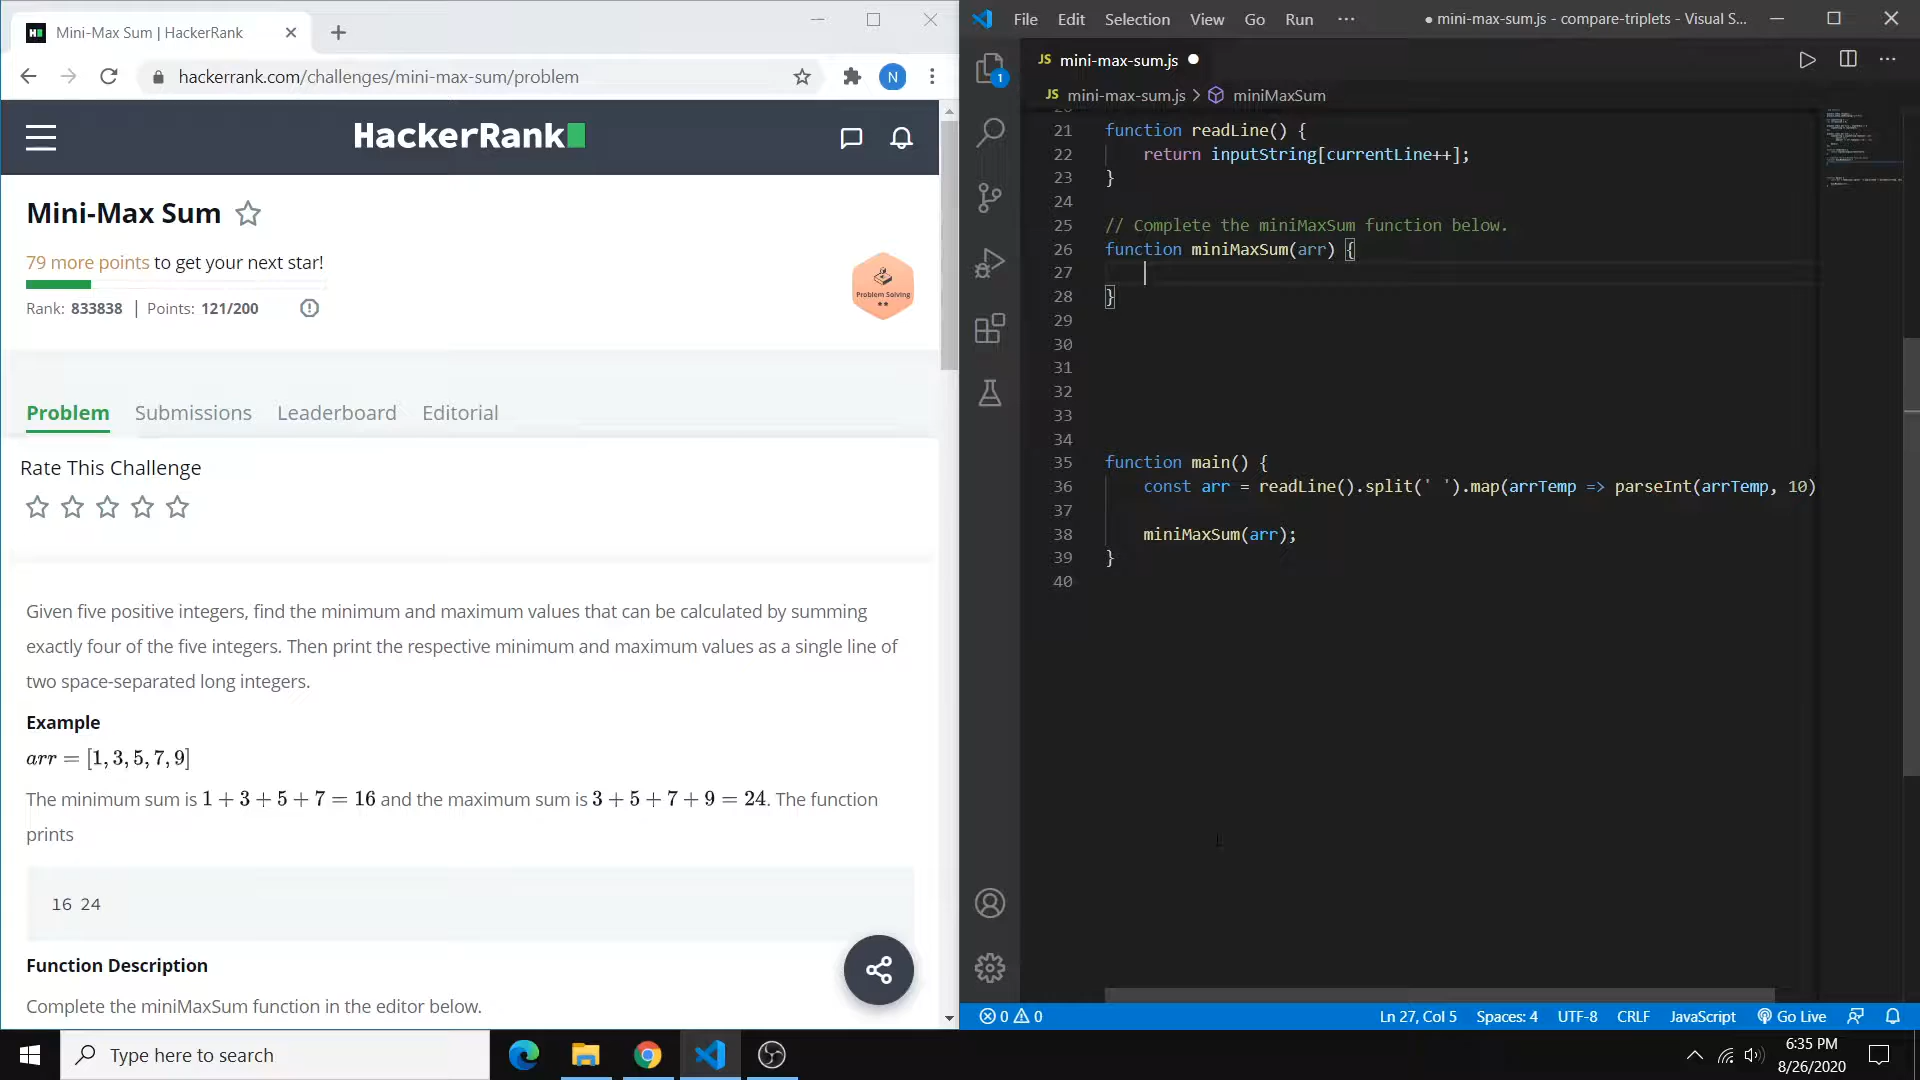 Mini-Max Sum | HackerRank
hackerrank.com/challenges/mini-max-sum/problem
N
HackerRank
Mini-Max Sum
79 more points to get your next star!
Rank: 833838 | Points: 121/200
Problem Solving
Problem Submissions Leaderboard Editorial
Rate This Challenge
Given five positive integers, find the minimum and maximum values that can be calculated by summing
exactly four of the five integers. Then print the respective minimum and maximum values as a single line of
two space-separated long integers.
Example
arr = [1, 3, 5, 7, 9]
The minimum sum is 1 + 3 + 5 + 7 = 16 and the maximum sum is 3 + 5 + 7 + 9 = 24. The function
prints
16 24
Function Description
Complete the miniMaxSum function in the editor below.
File Edit Selection View Go Run ··· ● mini-max-sum.js - compare-triplets - Visual S...
1
JS mini-max-sum.js
JS mini-max-sum.js > miniMaxSum
21 function readLine() {
22 return inputString[currentLine++];
23 }
24
25 // Complete the miniMaxSum function below.
26 function miniMaxSum(arr) {
27
28 }
29
30
31
32
33
34
35 function main() {
36 const arr = readLine().split(' ').map(arrTemp => parseInt(arrTemp, 10)
37
38 miniMaxSum(arr);
39 }
40
0 0 Ln 27, Col 5 Spaces: 4 UTF-8 CRLF JavaScript Go Live
Type here to search
6:35 PM
8/26/2020